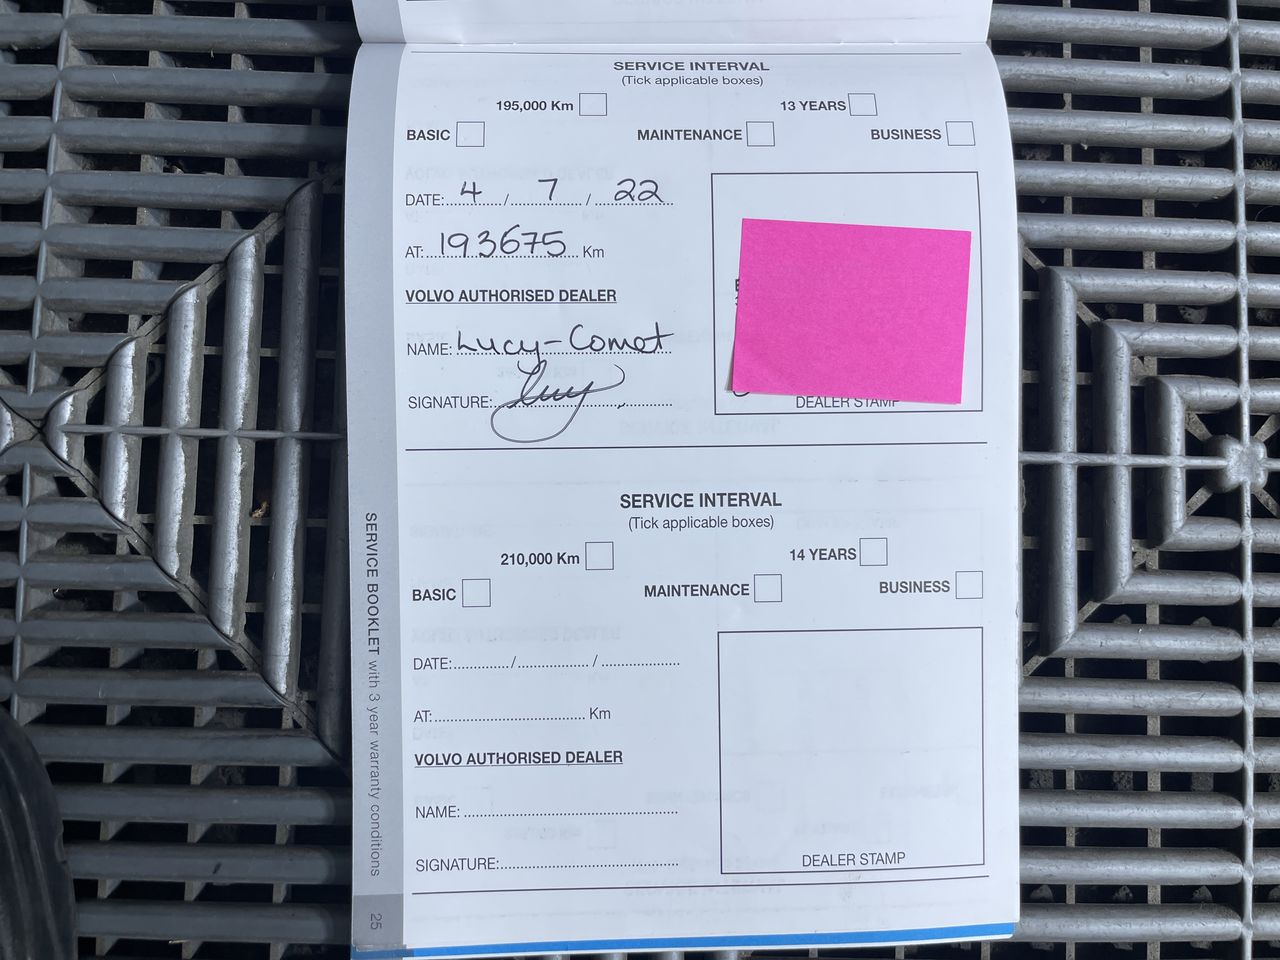 SERVICE INTERVAL
(Tick applicable boxes)
195,000 Km 13 YEARS
BASIC MAINTENANCE BUSINESS
DATE: 4 / 7 / 22
AT: 193675 Km
VOLVO AUTHORISED DEALER
NAME: Lucy-Comet
SIGNATURE: Lucy
DEALER STAMP
SERVICE INTERVAL
(Tick applicable boxes)
210,000 Km 14 YEARS
BASIC MAINTENANCE BUSINESS
DATE: / /
AT: Km
VOLVO AUTHORISED DEALER
NAME:
SIGNATURE:
DEALER STAMP
SERVICE BOOKLET with 3 year warranty conditions
25